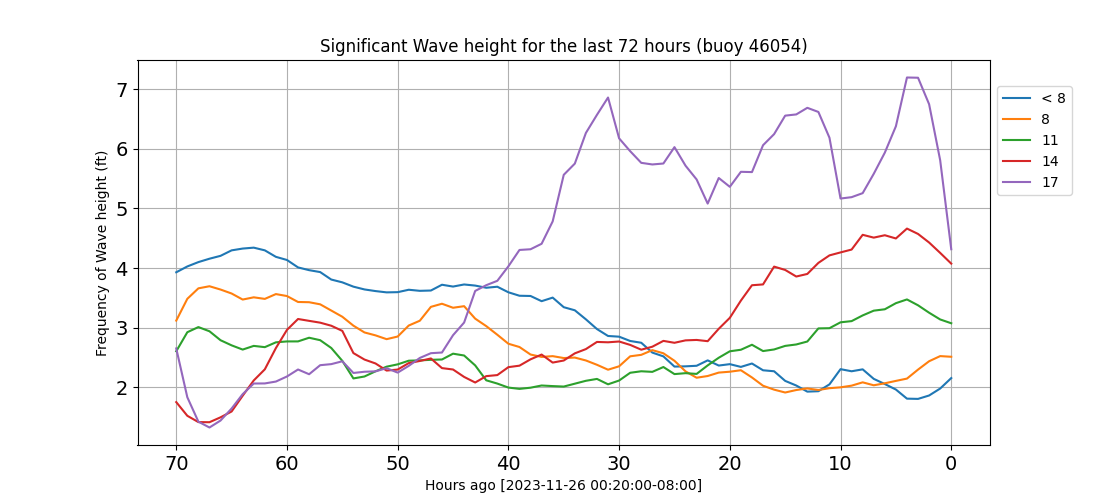 Significant Wave height for the last 72 hours (buoy 46054)
Frequency of Wave height (ft)
7
6
5
4
3
2
70 60 50 40 30 20 10 0
Hours ago [2023-11-26 00:20:00-08:00]
< 8
8
11
14
17